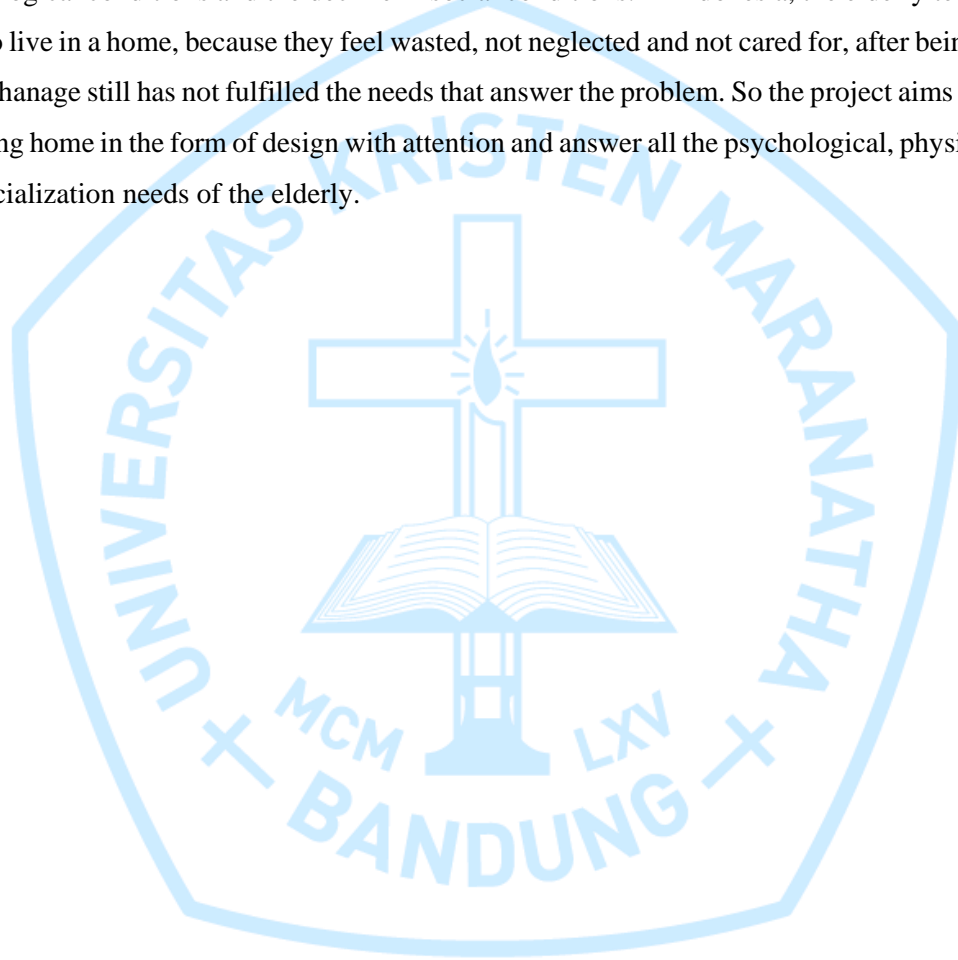 live in a home, because they feel wasted, not neglected and not cared for, after bein
hanage still has not fulfilled the needs that answer the problem. So the project aims
ng home in the form of design with attention and answer all the psychological, physi
cialization needs of the elderly.
UNIVERSITAS KRISTEN MARANATHA
MCM LXV
BANDUNG